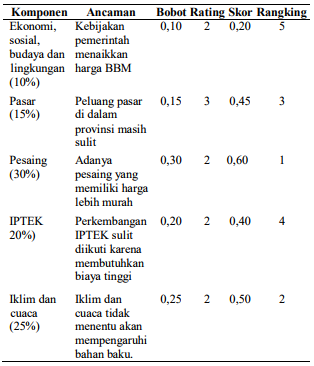 Komponen Ancaman Bobot Rating Skor Rangking
Ekonomi, Kebijakan 0,10 2 0,20 5
sosial, pemerintah
budaya dan menaikkan
lingkungan harga BBM
(10%)
Pasar Peluang pasar 0,15 3 0,45 3
(15%) di dalam
provinsi masih
sulit
Pesaing Adanya 0,30 2 0,60 1
(30%) pesaing yang
memiliki harga
lebih murah
IPTEK Perkembangan 0,20 2 0,40 4
20%) IPTEK sulit
diikuti karena
membutuhkan
biaya tinggi
Iklim dan Iklim dan 0,25 2 0,50 2
cuaca cuaca tidak
(25%) menentu akan
mempengaruhi
bahan baku.